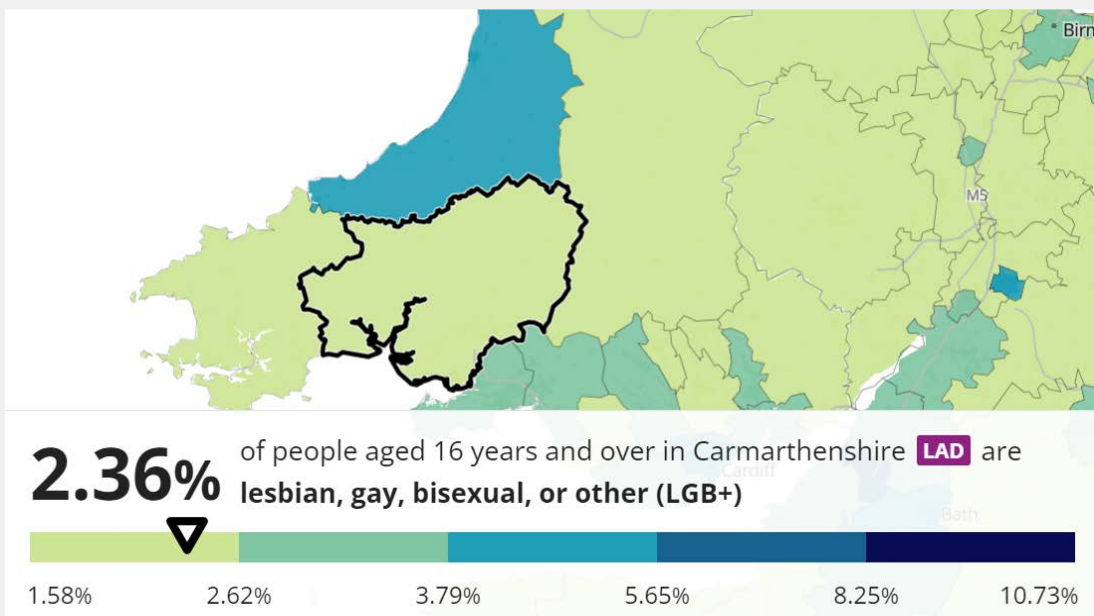 Birm
M5
2.36%
of people aged 16 years and over in Carmarthenshire LAD are
lesbian, gay, bisexual, or other (LGB+)
Cardiff
Bath
1.58% 2.62% 3.79% 5.65% 8.25% 10.73%